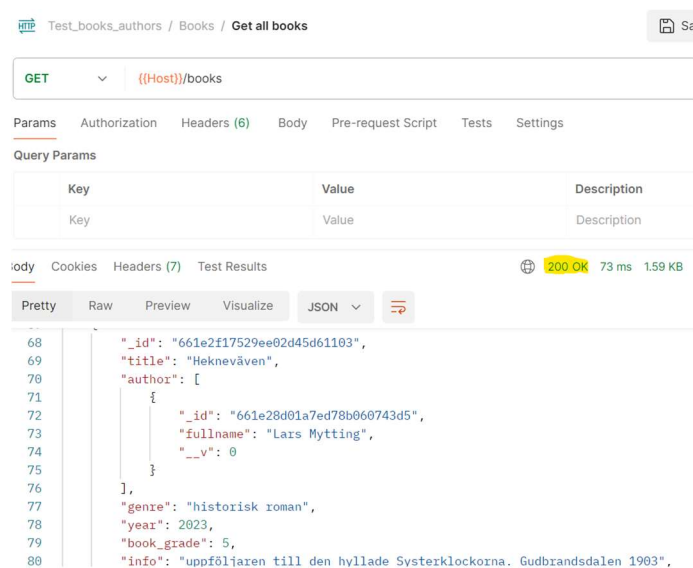 HTTP Test_books_authors / Books / Get all books
Sa
GET {{Host}}/books
Params Authorization Headers (6) Body Pre-request Script Tests Settings
Query Params
Key Value Description
Key Value Description
ody Cookies Headers (7) Test Results 200 OK 73 ms 1.59 KB
Pretty Raw Preview Visualize JSON
68 "_id": "661e2f17529ee02d45d61103",
69 "title": "Hekneväven",
70 "author": [
71 {
72 "_id": "661e28d01a7ed78b060743d5",
73 "fullname": "Lars Mytting",
74 "__v": 0
75 }
76 ],
77 "genre": "historisk roman",
78 "year": 2023,
79 "book_grade": 5,
80 "info": "uppföljaren till den hyllade Systerklockorna. Gudbrandsdalen 1903",